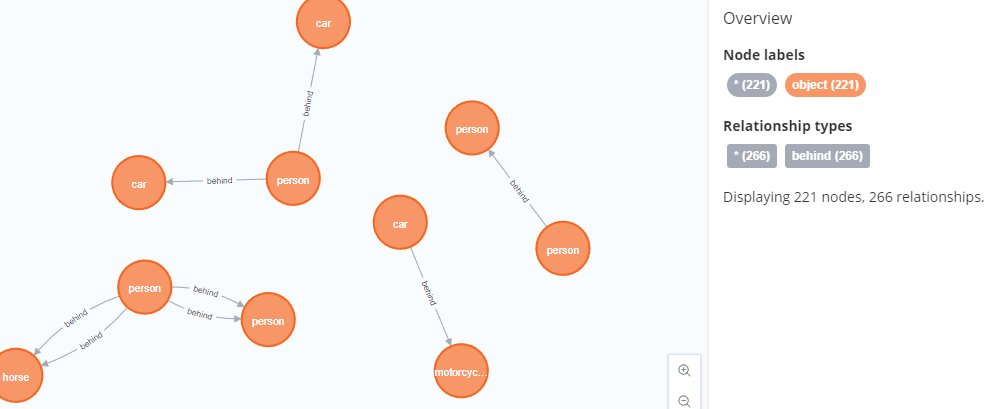 car
behind
person
car
behind
person
person
behind
person
car
behind
motorcyc...
person
behind
behind
person
behind
behind
horse
Overview
Node labels
* (221)
object (221)
Relationship types
* (266)
behind (266)
Displaying 221 nodes, 266 relationships.